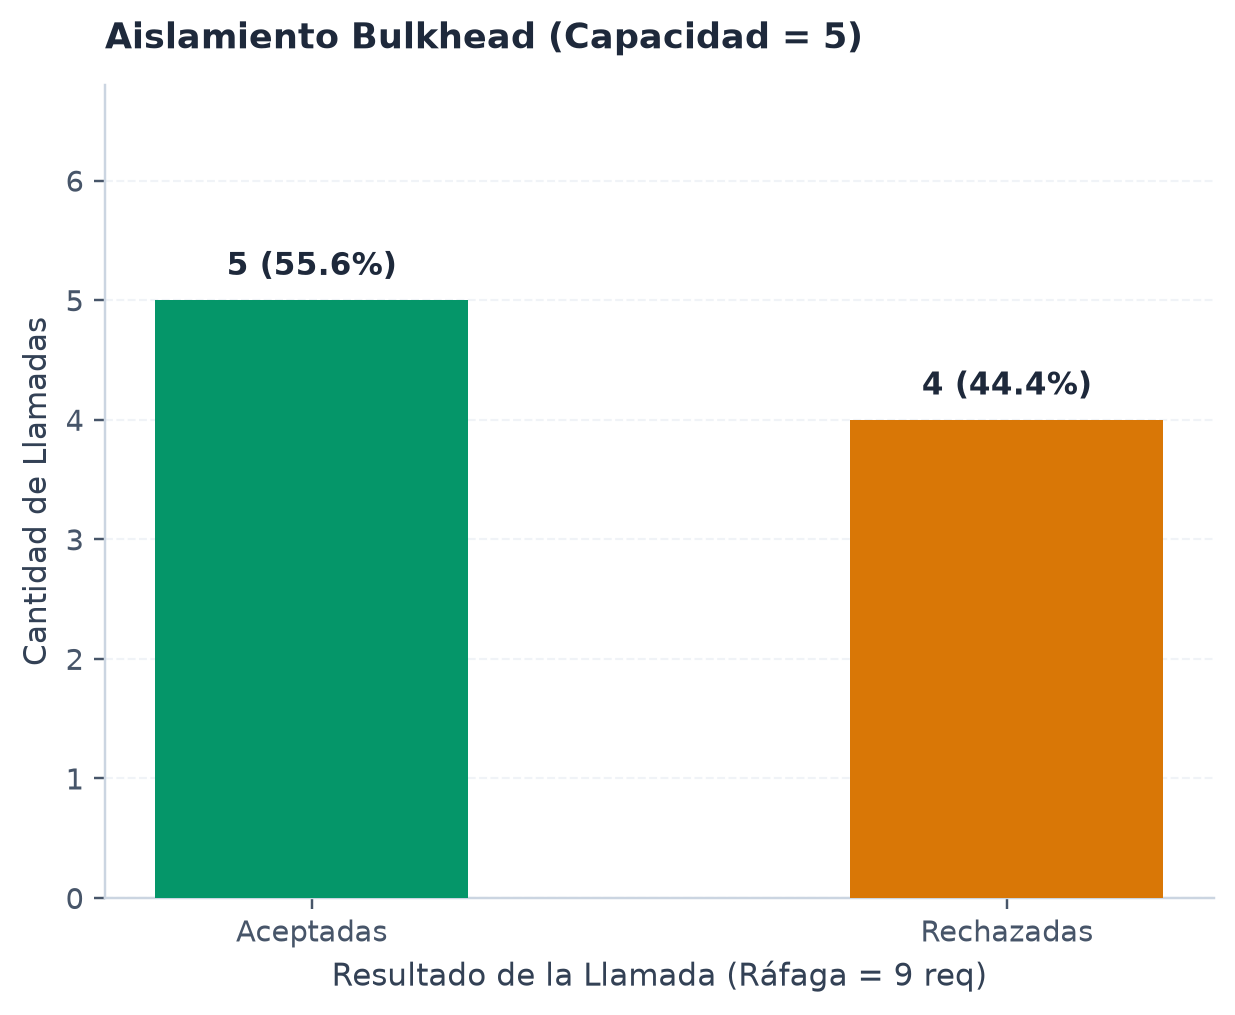 Aislamiento Bulkhead (Capacidad = 5)
Cantidad de Llamadas
6
5
4
3
2
1
0
5 (55.6%)
4 (44.4%)
Aceptadas
Rechazadas
Resultado de la Llamada (Ráfaga = 9 req)